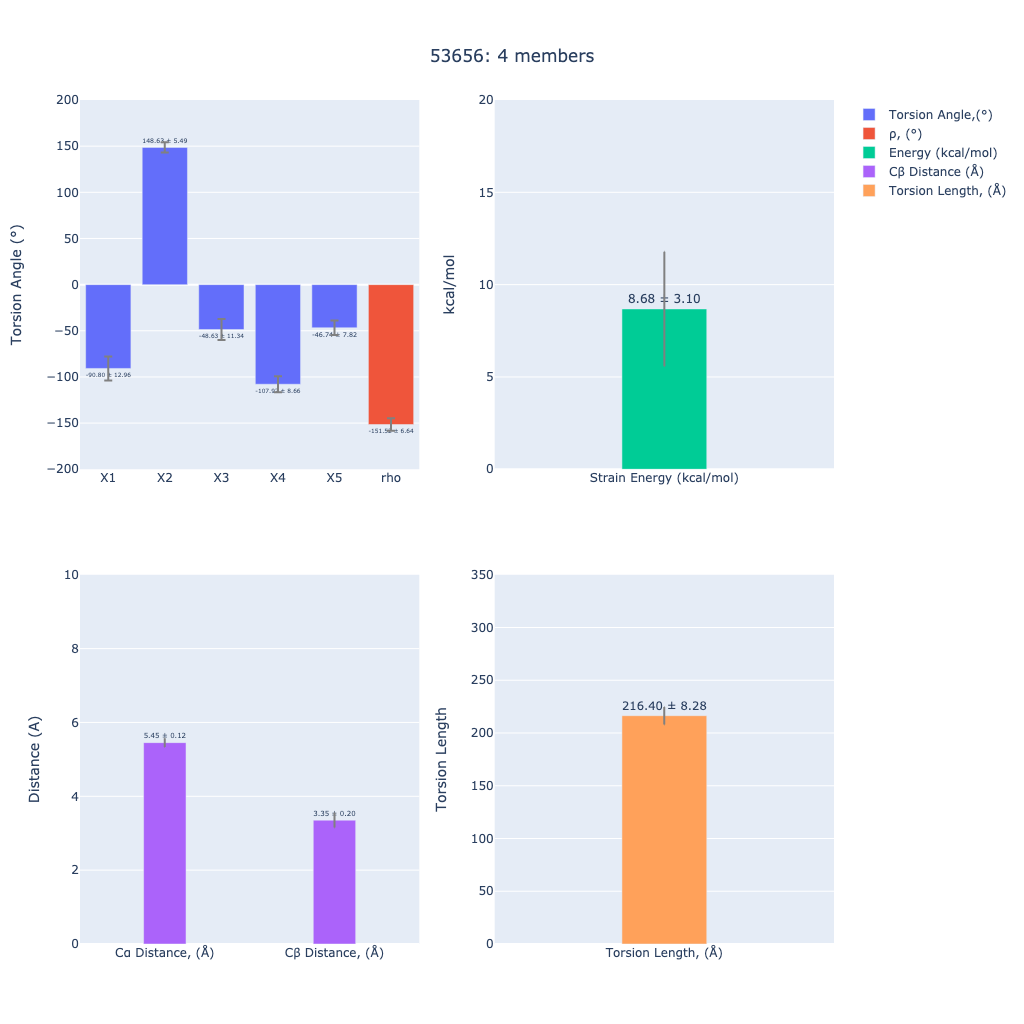 53656: 4 members
Torsion Angle (°)
200
150
100
50
0
−50
−100
−150
−200
148.62 ± 5.49
-90.80 ± 12.96
-48.63 ± 11.34
-46.74 ± 7.82
± 8.66
± 6.64
X1 X2 X3 X4 X5 rho
kcal/mol
20
15
10
5
0
8.68 ± 3.10
Strain Energy (kcal/mol)
Torsion Angle,(°)
ρ, (°)
Energy (kcal/mol)
Cβ Distance (Å)
Torsion Length, (Å)
Distance (A)
10
8
6
4
2
0
5.45 ± 0.12
3.35 ± 0.20
Cα Distance, (Å) Cβ Distance, (Å)
Torsion Length
350
300
250
200
150
100
50
0
216.40 ± 8.28
Torsion Length, (Å)